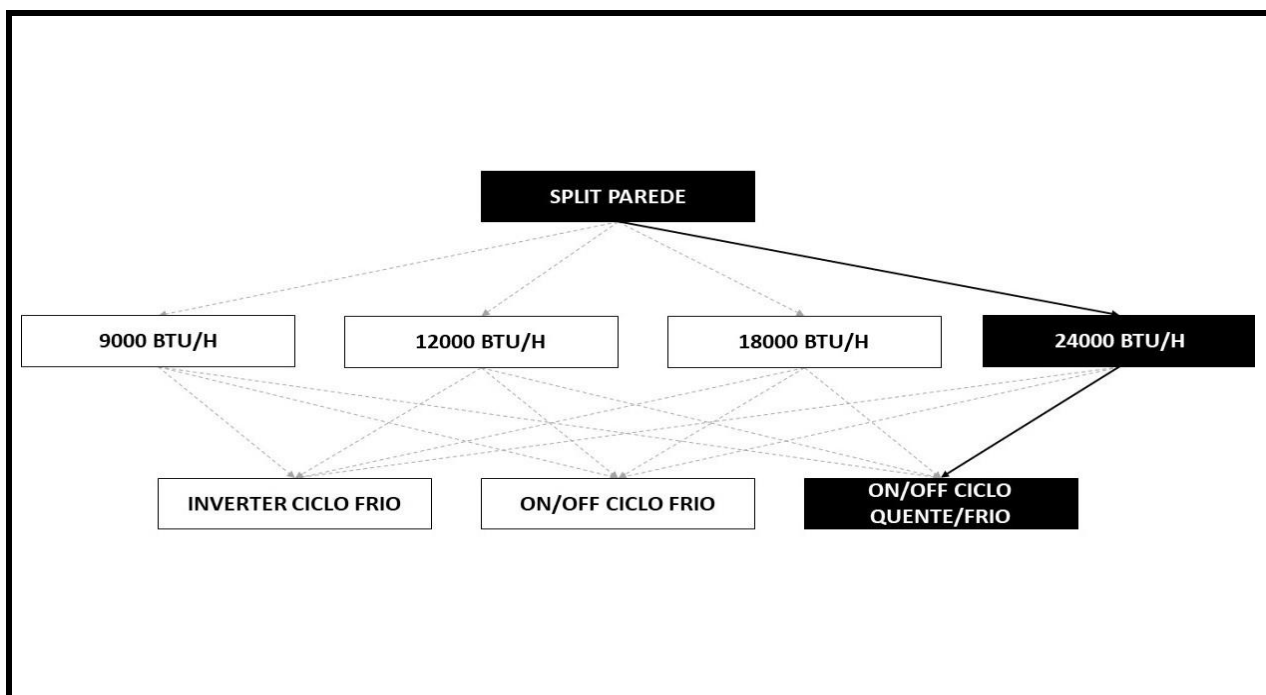 SPLIT PAREDE
9000 BTU/H
12000 BTU/H
18000 BTU/H
24000 BTU/H
INVERTER CICLO FRIO
ON/OFF CICLO FRIO
ON/OFF CICLO
QUENTE/FRIO